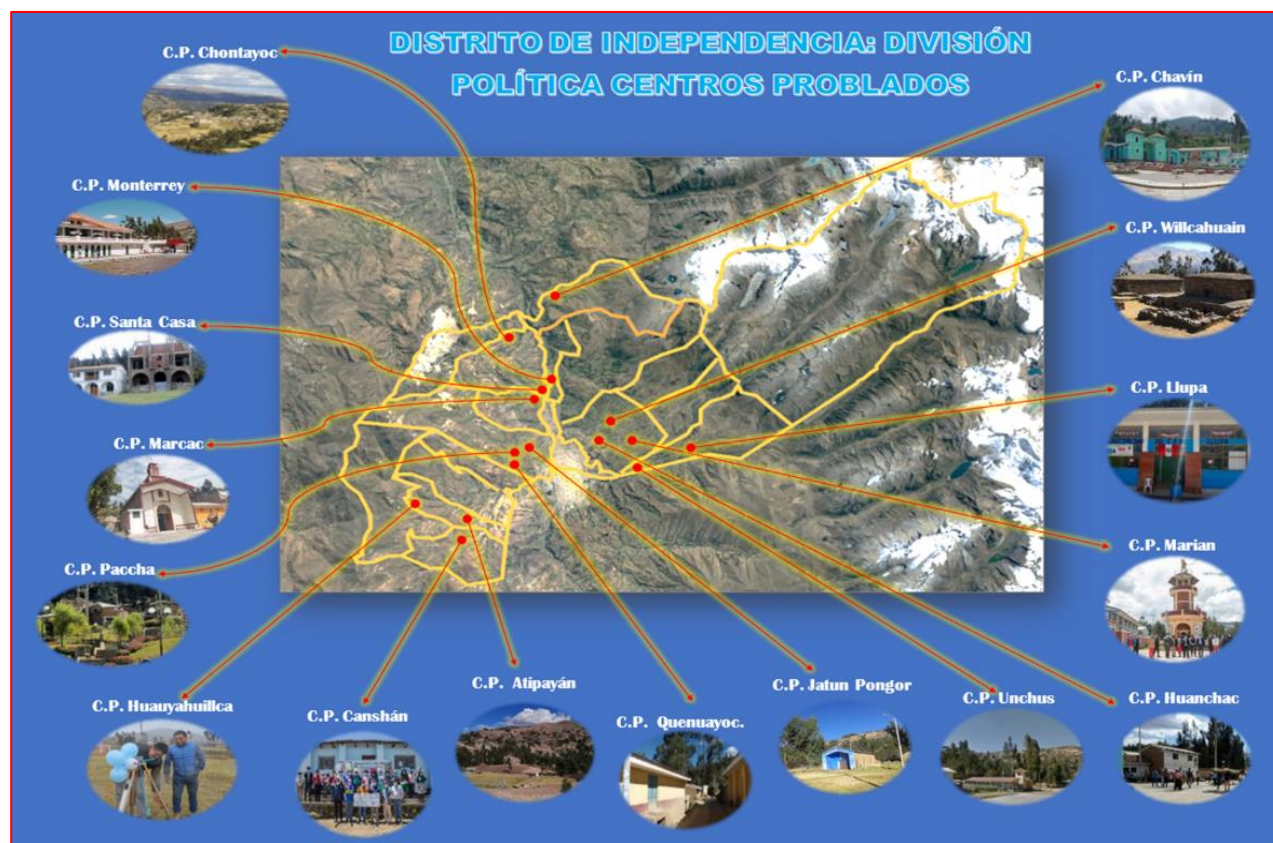 DISTRITO DE INDEPENDENCIA: DIVISIÓN
POLÍTICA CENTROS PROBLADOS
C.P. Chontayoc
C.P. Monterrey
C.P. Santa Casa
C.P. Marcac
C.P. Paccha
C.P. Huauyahuillca
C.P. Canshán
C.P. Atipayán
C.P. Quenuayoc.
C.P. Jatun Pongor
C.P. Unchus
C.P. Huanchac
C.P. Marian
C.P. Llupa
C.P. Willcahuain
C.P. Chavín